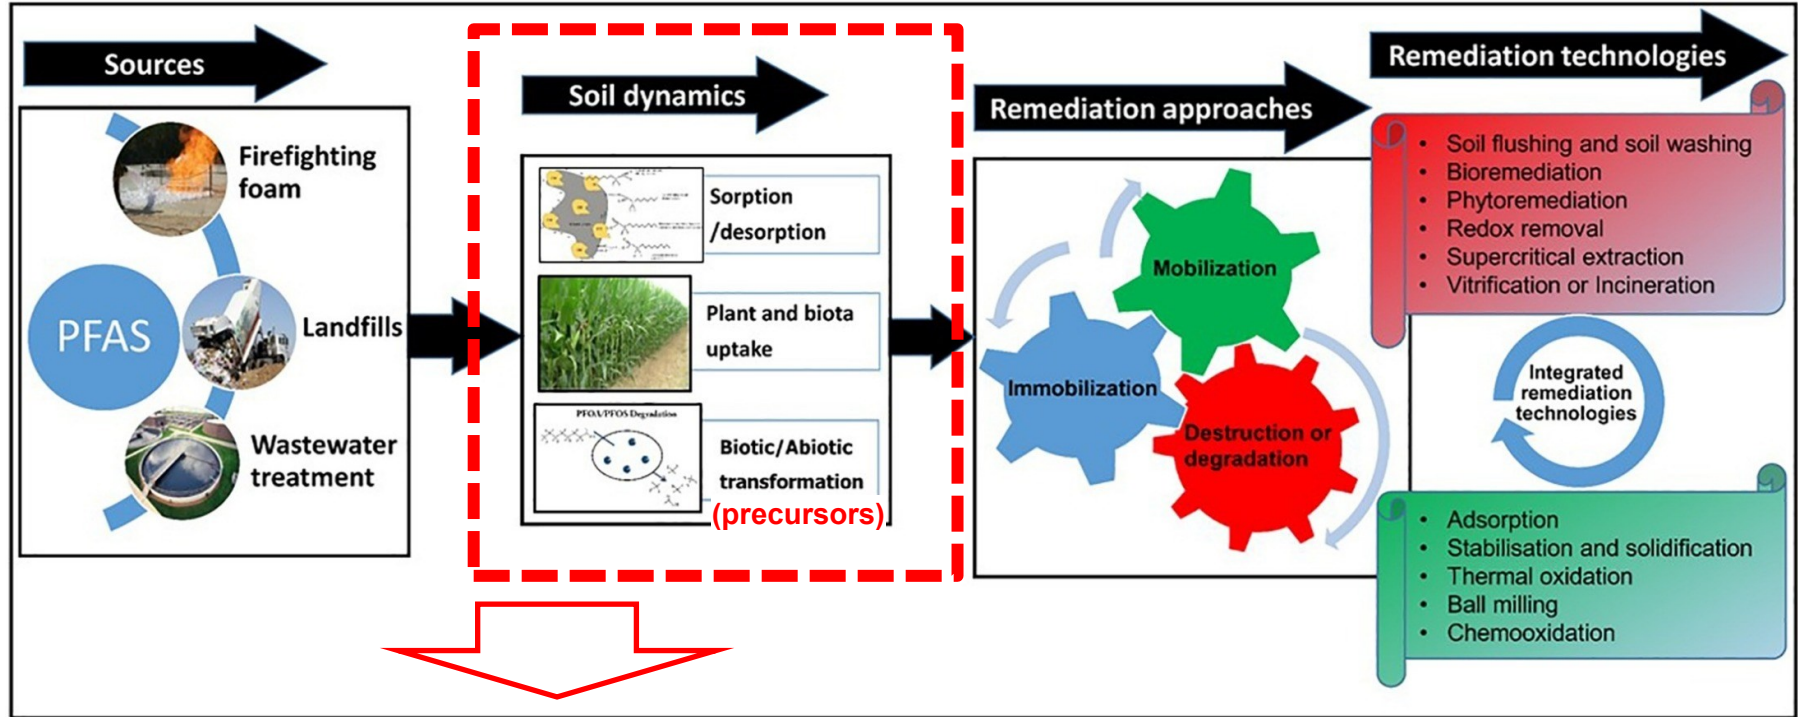 Sources
PFAS
Firefighting
foam
Landfills
Wastewater
treatment
Soil dynamics
Sorption
/desorption
Plant and biota
uptake
PFOA/PFOS Degradation
Biotic/Abiotic
transformation
(precursors)
Remediation approaches
Mobilization
Immobilization
Destruction or
degradation
Remediation technologies
• Soil flushing and soil washing
• Bioremediation
• Phytoremediation
• Redox removal
• Supercritical extraction
• Vitrification or Incineration
Integrated
remediation
technologies
• Adsorption
• Stabilisation and solidification
• Thermal oxidation
• Ball milling
• Chemooxidation